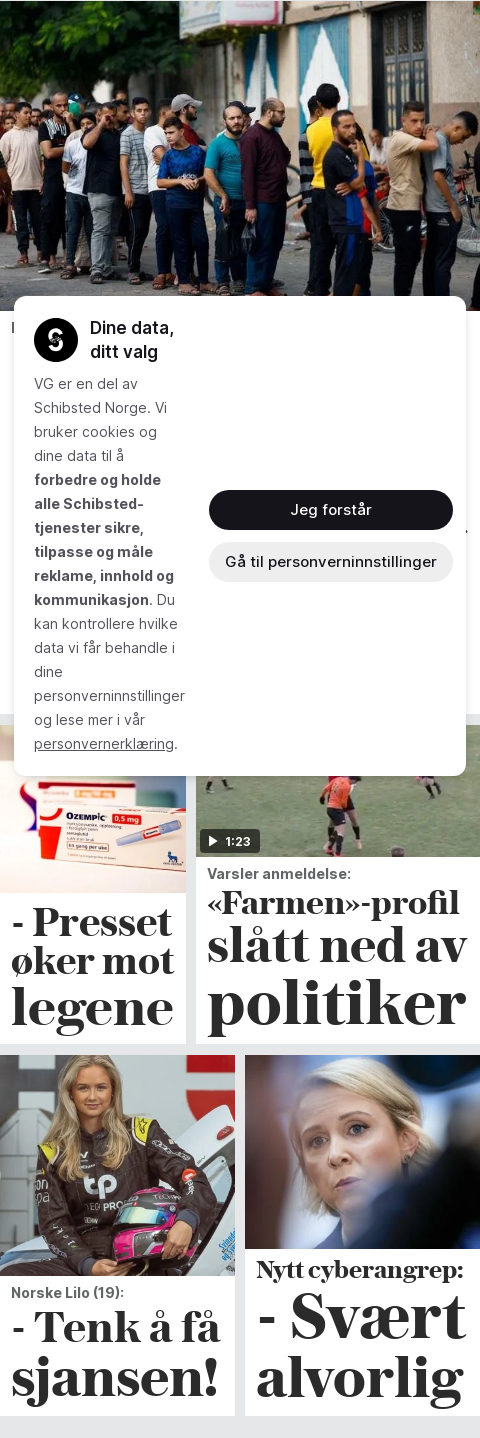 Dine data,
ditt valg
VG er en del av
Schibsted Norge. Vi
bruker cookies og
dine data til å
forbedre og holde
alle Schibsted-
tjenester sikre,
tilpasse og måle
reklame, innhold og
kommunikasjon. Du
kan kontrollere hvilke
data vi får behandle i
dine
personverninnstillinger
og lese mer i vår
personvernerklæring.
Jeg forstår
Gå til personverninnstillinger
OZEMPIC 0,5 mg
1:23
- Presset
øker mot
legene
Varsler anmeldelse:
«Farmen»-profil
slått ned av
politiker
Norske Lilo (19):
- Tenk å få
sjansen!
Nytt cyberangrep:
- Svært
alvorlig